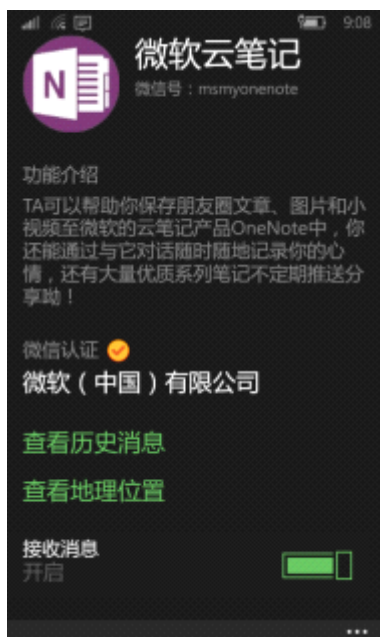 9:08
微软云笔记
N
微信号：msmyonenote
功能介绍
TA可以帮助你保存朋友圈文章、图片和小
视频至微软的云笔记产品OneNote中，你
还能通过与它对话随时随地记录你的心
情，还有大量优质系列笔记不定期推送分
享呦！
微信认证
微软（中国）有限公司
查看历史消息
查看地理位置
接收消息
开启